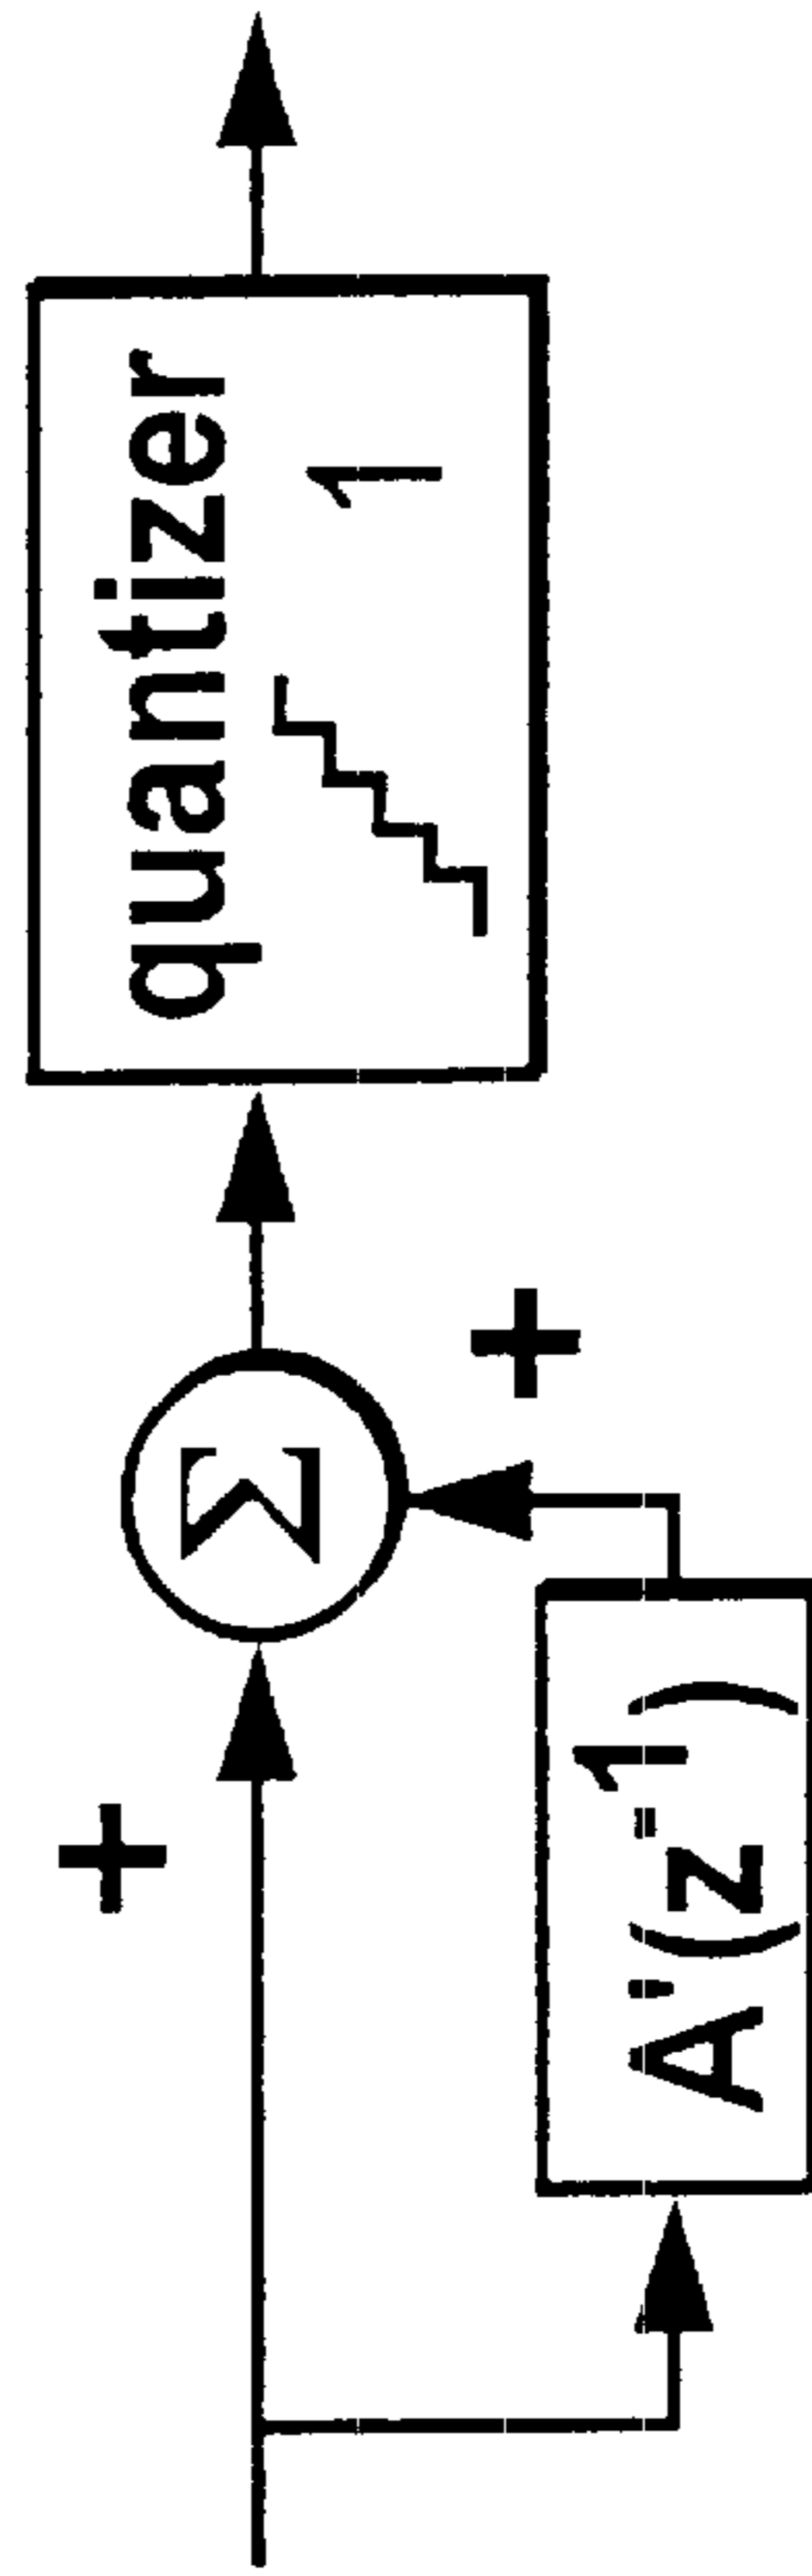 +
A'(z⁻¹)
Σ
+
quantizer
1